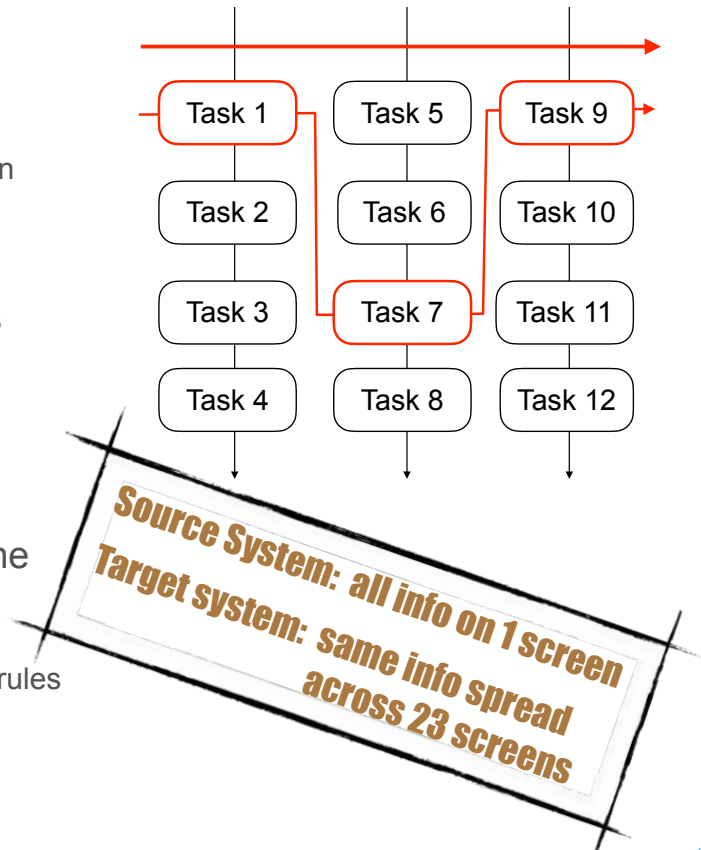 Task 1
Task 5
Task 9
n
Task 2
Task 6
Task 10
Task 3
Task 7
Task 11
Task 4
Task 8
Task 12
Source System: all info on 1 screen
ne
Target system: same info spread
rules
across 23 screens